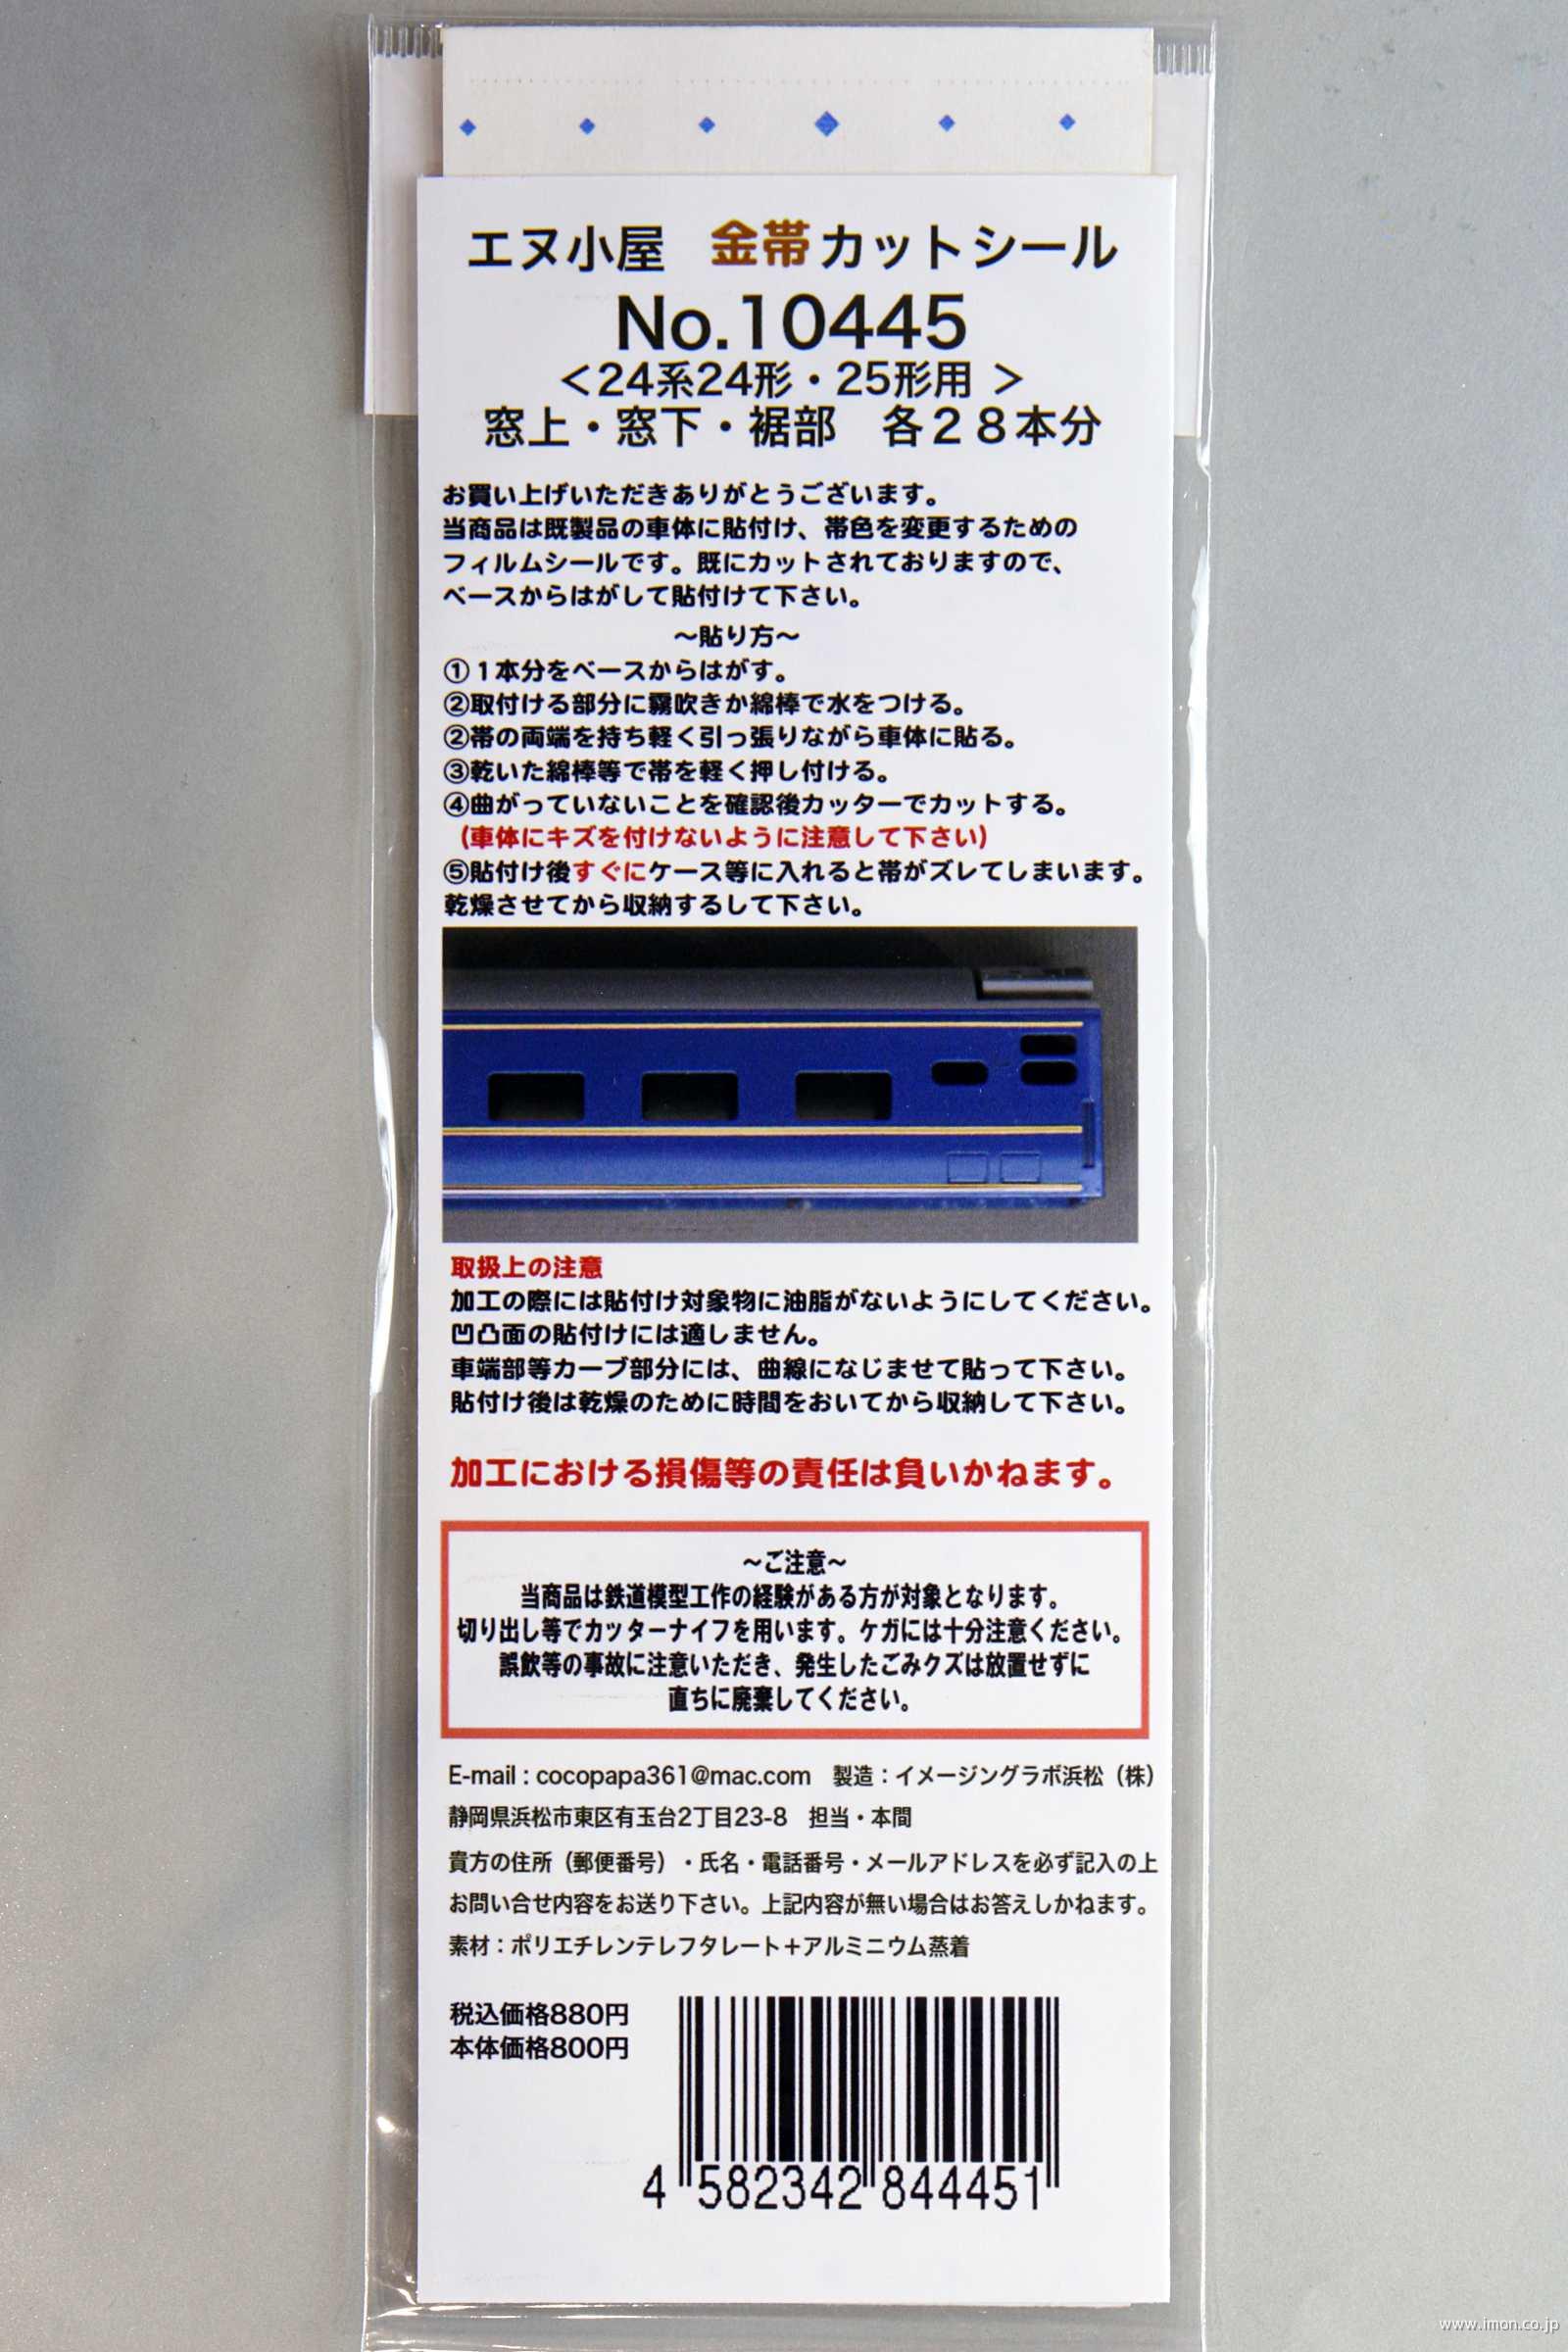 エヌ小屋　金帯カットシール
No.10445
＜24系24形・25形用 ＞
窓上・窓下・裾部　各２８本分
お買い上げいただきありがとうございます。
当商品は既製品の車体に貼付け、帯色を変更するための
フィルムシールです。既にカットされておりますので、
ベースからはがして貼付けて下さい。
〜貼り方〜
①１本分をベースからはがす。
②取付ける部分に霧吹きか綿棒で水をつける。
②帯の両端を持ち軽く引っ張りながら車体に貼る。
③乾いた綿棒等で帯を軽く押し付ける。
④曲がっていないことを確認後カッターでカットする。
（車体にキズを付けないように注意して下さい）
⑤貼付け後すぐにケース等に入れると帯がズレてしまいます。
乾燥させてから収納するして下さい。
取扱上の注意
加工の際には貼付け対象物に油脂がないようにしてください。
凹凸面の貼付けには適しません。
車端部等カーブ部分には、曲線になじませて貼って下さい。
貼付け後は乾燥のために時間をおいてから収納して下さい。
加工における損傷等の責任は負いかねます。
〜ご注意〜
当商品は鉄道模型工作の経験がある方が対象となります。
切り出し等でカッターナイフを用います。ケガには十分注意ください。
誤飲等の事故に注意いただき、発生したごみクズは放置せずに
直ちに廃棄してください。
E-mail : cocopapa361@mac.com　製造：イメージングラボ浜松（株）
静岡県浜松市東区有玉台2丁目23-8　担当・本間
貴方の住所（郵便番号）・氏名・電話番号・メールアドレスを必ず記入の上
お問い合せ内容をお送り下さい。上記内容が無い場合はお答えしかねます。
素材：ポリエチレンテレフタレート＋アルミニウム蒸着
税込価格880円
本体価格800円
4 582342 844451
www.imon.co.jp